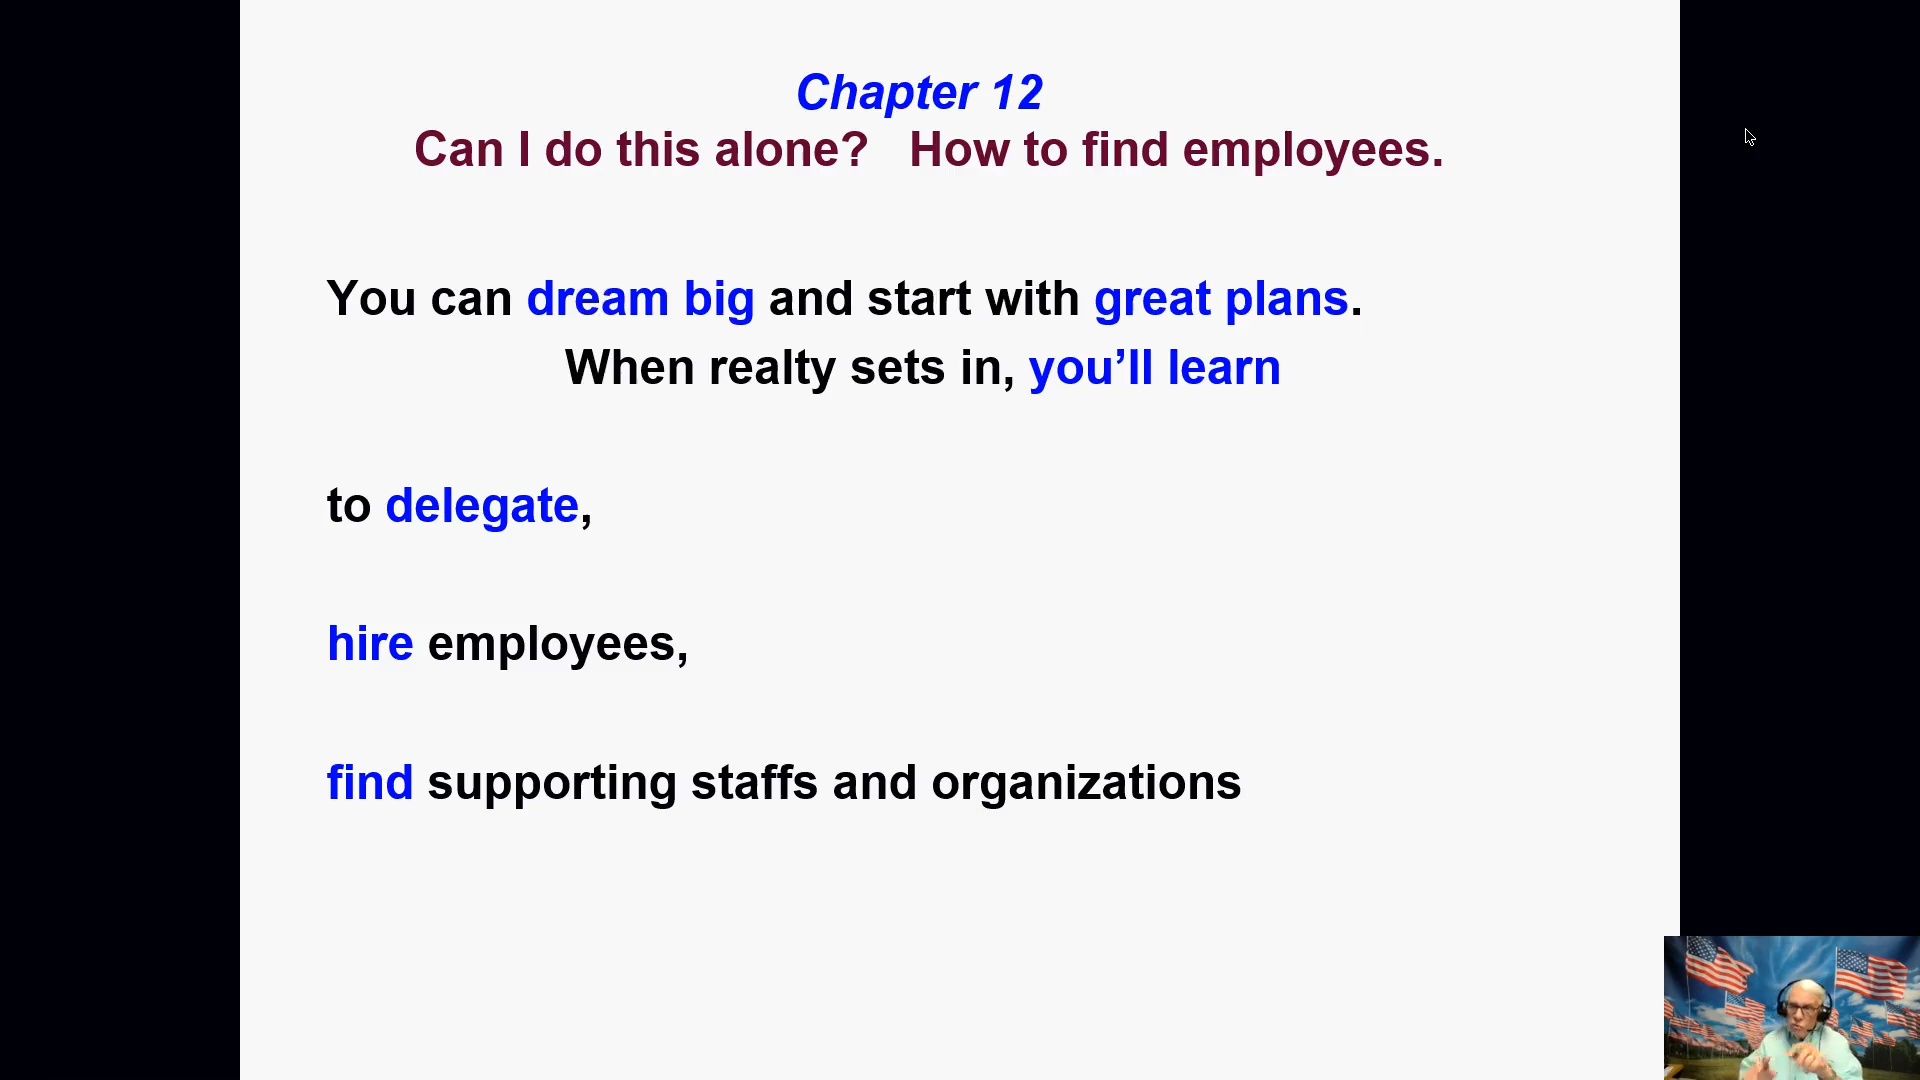 Chapter 12
Can I do this alone? How to find employees.
You can dream big and start with great plans.
When realty sets in, you’ll learn
to delegate,
hire employees,
find supporting staffs and organizations